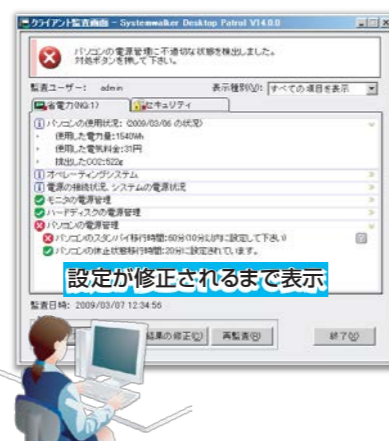 クライアント監査画面 - Systemwalker Desktop Patrol V14.0.0
パソコンの電源管理に不適切な状態を検出しました。
対処ボタンを押して下さい。
監査ユーザー: admin 表示種別(V): すべての項目を表示
省電力(NG:1) セキュリティ
パソコンの使用状況: (2009/03/06 の状況)
・ 使用した電力量:1540Wh
・ 使用した電気料金:31円
・ 排出したCO2:522g
オペレーティングシステム
電源の接続状況、システムの電源状況
モニタの電源管理
ハードディスクの電源管理
パソコンの電源管理
パソコンのスタンバイ移行時間:60分(30分以内に設定して下さい)
パソコンの休止状態移行時間:20分に設定されています。
設定が修正されるまで表示
監査日時: 2009/03/07 12:34:56
結果の修正(C) 再監査(R) 終了(X)